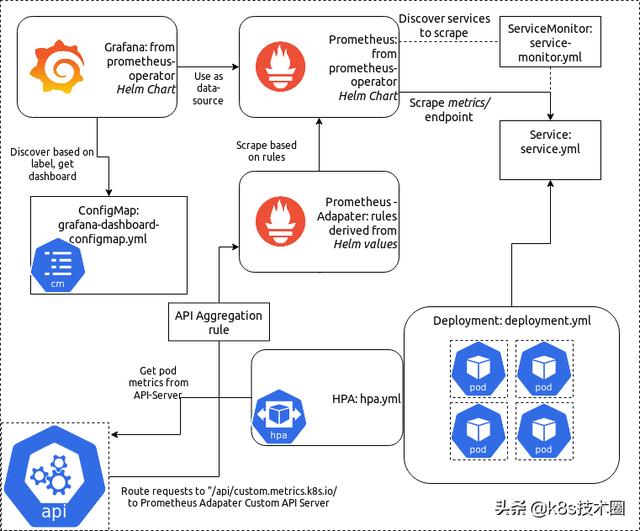 Grafana: from
prometheus-
operator
Helm Chart
Use as
data-
source
Prometheus:
from
prometheus-
operator
Helm Chart
Discover services
to scrape
ServiceMonitor:
service-
monitor.yml
Scrape metrics/
endpoint
Service:
service.yml
Discover based on
label, get
dashboard
Scrape based
on rules
ConfigMap:
grafana-dashboard-
configmap.yml
cm
Prometheus -
Adapater: rules
derived from
Helm values
API Aggregation
rule
Deployment: deployment.yml
pod
pod
pod
pod
Get pod
metrics from
API-Server
HPA: hpa.yml
hpa
api
Route requests to "/api/custom.metrics.k8s.io/
to Prometheus Adapater Custom API Server
头条 @k8s技术圈